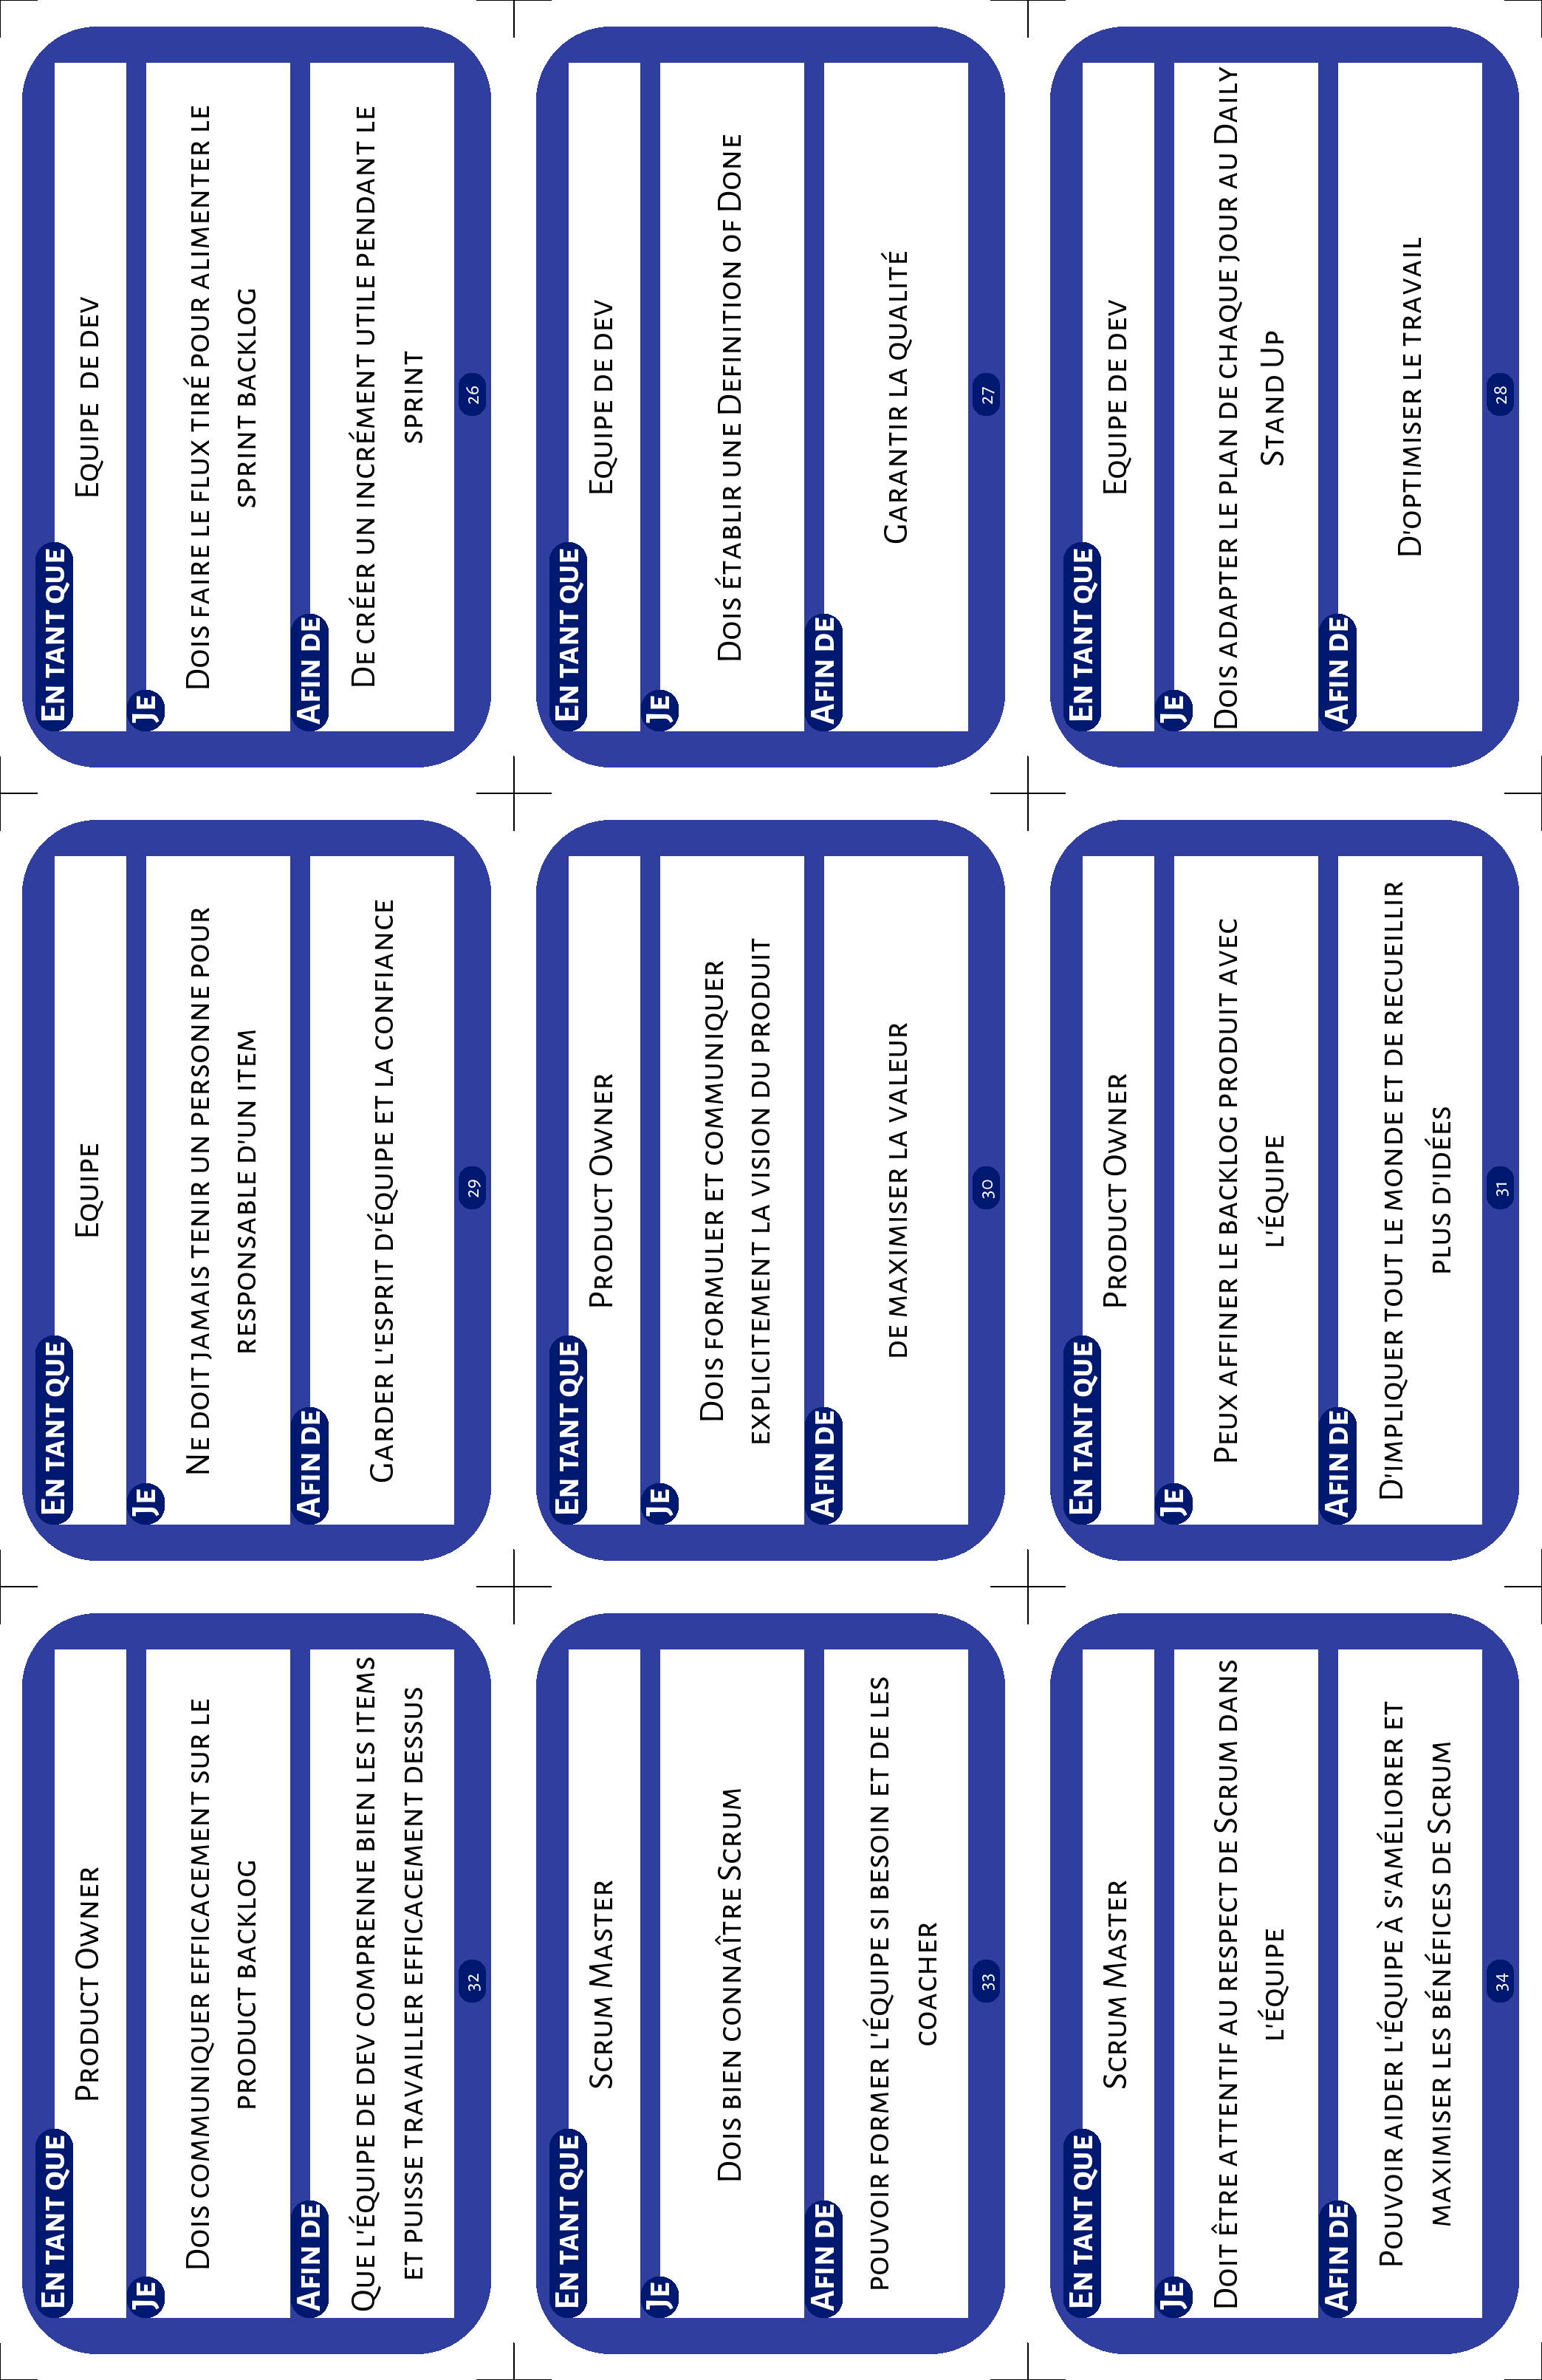 En tant que
Equipe de dev
Je
Dois faire le flux tiré pour alimenter le
sprint backlog
Afin de
De créer un incrément utile pendant le
sprint
26
En tant que
Equipe de dev
Je
Dois établir une Definition of Done
Afin de
Garantir la qualité
27
En tant que
Equipe de dev
Je
Dois adapter le plan de chaque jour au Daily
Stand Up
Afin de
D'optimiser le travail
28
En tant que
Equipe
Je
Ne doit jamais tenir un personne pour
responsable d'un item
Afin de
Garder l'esprit d'équipe et la confiance
29
En tant que
Product Owner
Je
Dois formuler et communiquer
explicitement la vision du produit
Afin de
de maximiser la valeur
30
En tant que
Product Owner
Je
Peux affiner le backlog produit avec
l'équipe
Afin de
D'impliquer tout le monde et de recueillir
plus d'idées
31
En tant que
Product Owner
Je
Dois communiquer efficacement sur le
product backlog
Afin de
Que l'équipe de dev comprenne bien les items
et puisse travailler efficacement dessus
32
En tant que
Scrum Master
Je
Dois bien connaître Scrum
Afin de
pouvoir former l'équipe si besoin et de les
coacher
33
En tant que
Scrum Master
Je
Doit être attentif au respect de Scrum dans
l'équipe
Afin de
Pouvoir aider l'équipe à s'améliorer et
maximiser les bénéfices de Scrum
34